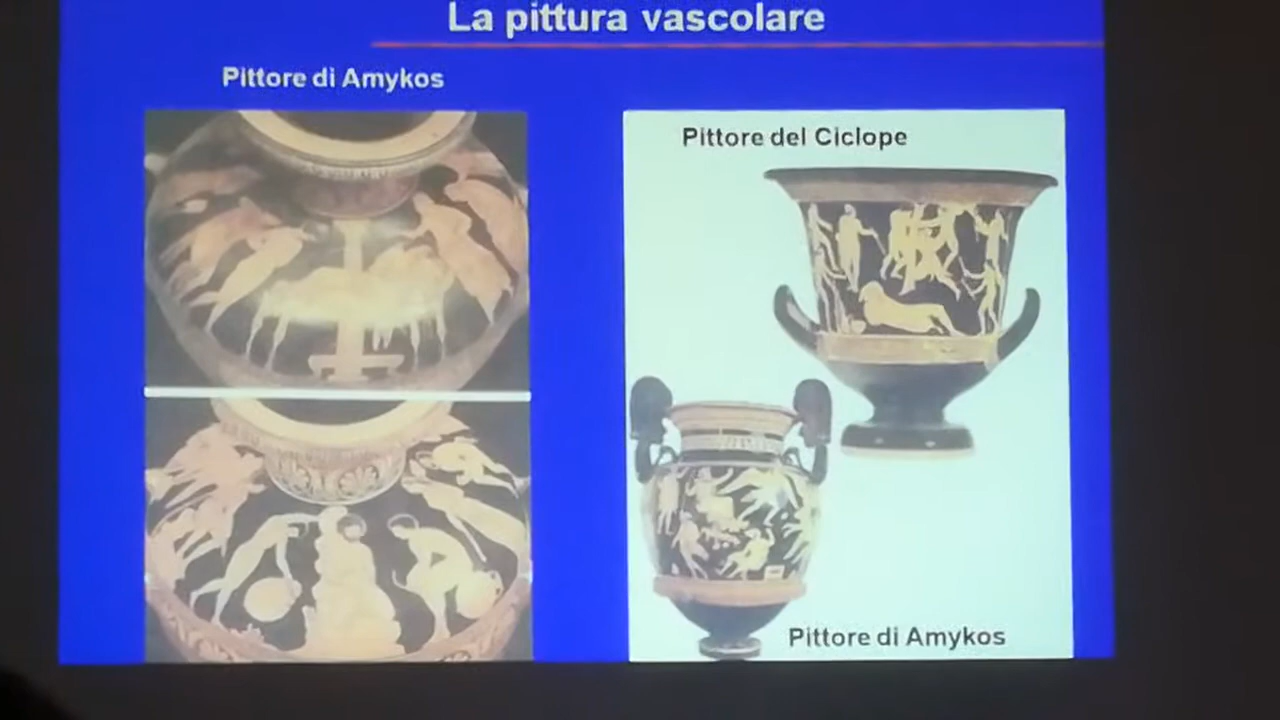 La pittura vascolare
Pittore di Amykos
Pittore del Ciclope
Pittore di Amykos